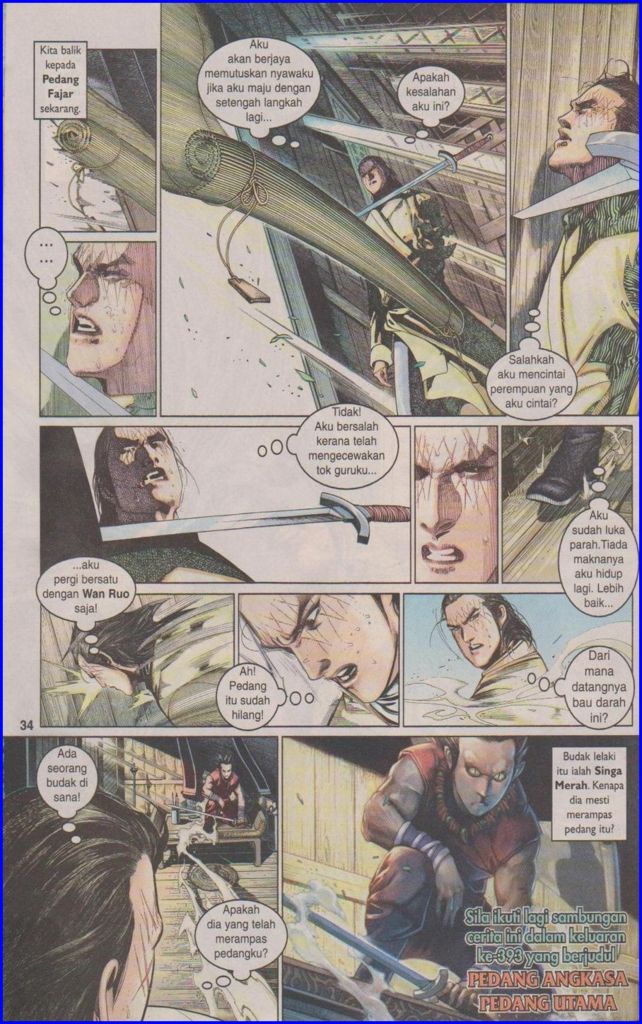 Kita balik
kepada
Pedang
Fajar
sekarang.
Aku
akan berjaya
memutuskan nyawaku
jika aku maju dengan
setengah langkah
lagi...
Apakah
kesalahan
aku ini?
...
...
Salahkah
aku mencintai
perempuan yang
aku cintai?
Tidak!
Aku bersalah
kerana telah
mengecewakan
tok guruku...
Aku
sudah luka
parah.Tiada
maknanya
aku hidup
lagi. Lebih
baik...
...aku
pergi bersatu
dengan Wan Ruo
saja!
Ah!
Pedang
itu sudah
hilang!
Dari
mana
datangnya
bau darah
ini?
34
Ada
seorang
budak di
sana!
Apakah
dia yang telah
merampas
pedangku?
Budak lelaki
itu ialah Singa
Merah. Kenapa
dia mesti
merampas
pedang itu?
Sila ikuti lagi sambungan
cerita ini dalam keluaran
ke-393 yang berjudul
PEDANG ANGKASA
PEDANG UTAMA